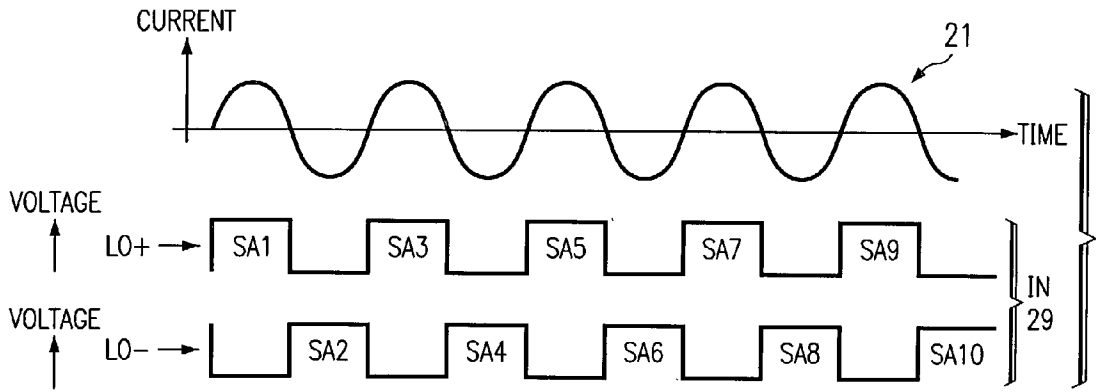 CURRENT
21
TIME
VOLTAGE
LO+
SA1
SA3
SA5
SA7
SA9
IN
29
VOLTAGE
LO-
SA2
SA4
SA6
SA8
SA10